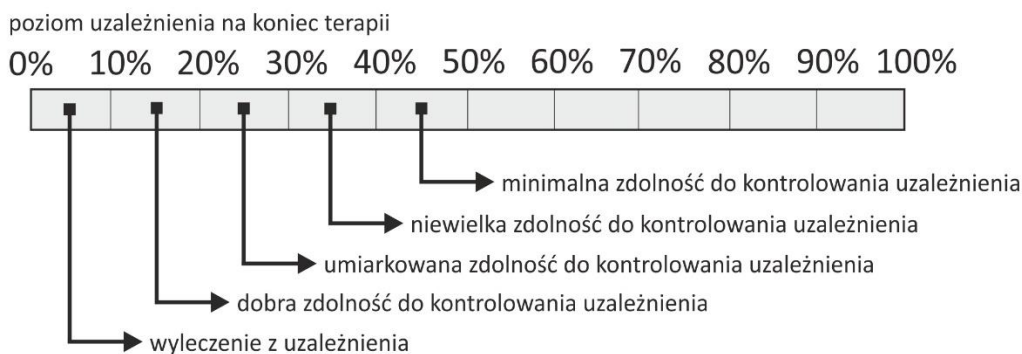 poziom uzależnienia na koniec terapii
0% 10% 20% 30% 40% 50% 60% 70% 80% 90% 100%
minimalna zdolność do kontrolowania uzależnienia
niewielka zdolność do kontrolowania uzależnienia
umiarkowana zdolność do kontrolowania uzależnienia
dobra zdolność do kontrolowania uzależnienia
wyleczenie z uzależnienia